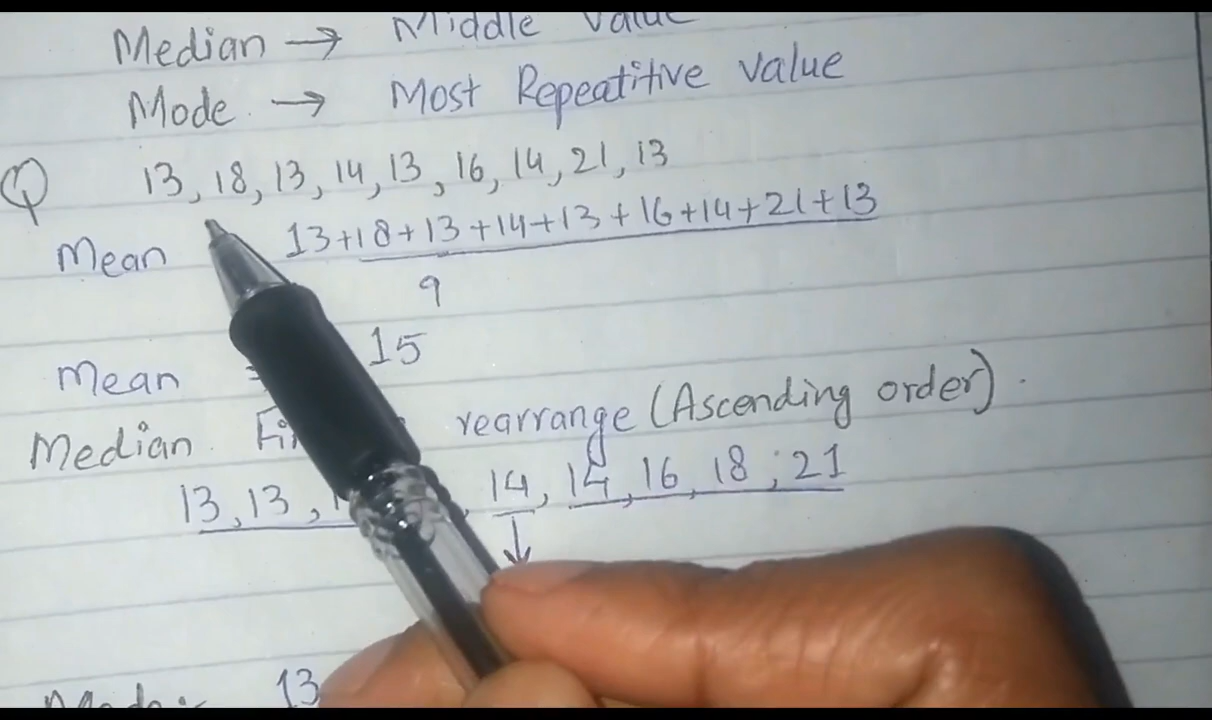 Median → Middle Value
Mode → Most Repeatitive value
Q 13, 18, 13, 14, 13, 16, 14, 21, 13
Mean 13+18+13+14+13+16+14+21+13
9
Mean 15
Median rearrange (Ascending order).
13, 13, 14, 14, 16, 18, 21
↓
Mode:- 13